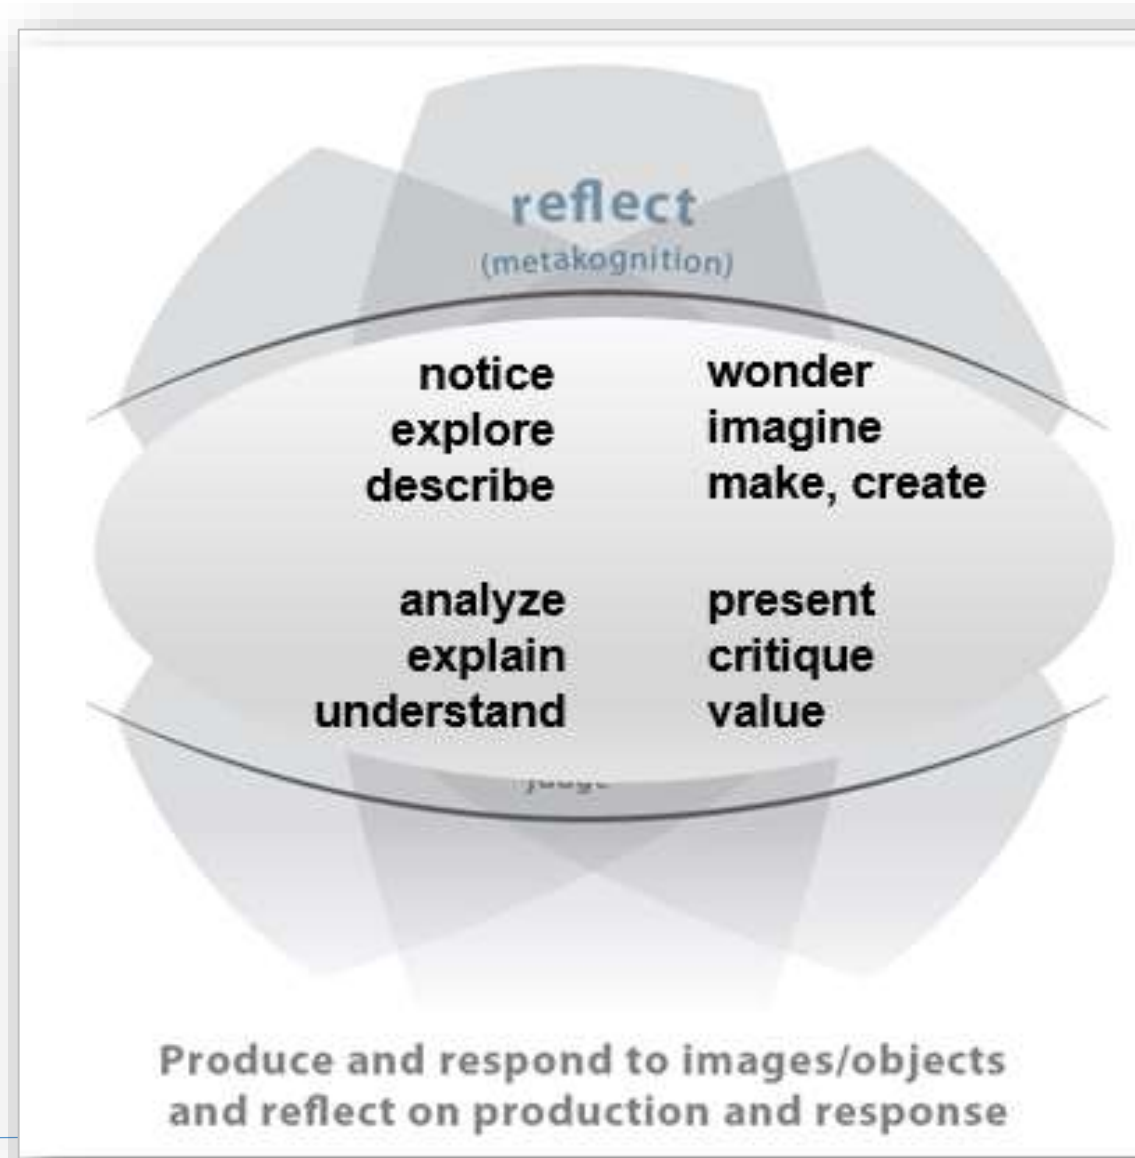 reflect
(metakognition)
notice
explore
describe
wonder
imagine
make, create
analyze
explain
understand
present
critique
value
Produce and respond to images/objects
and reflect on production and response